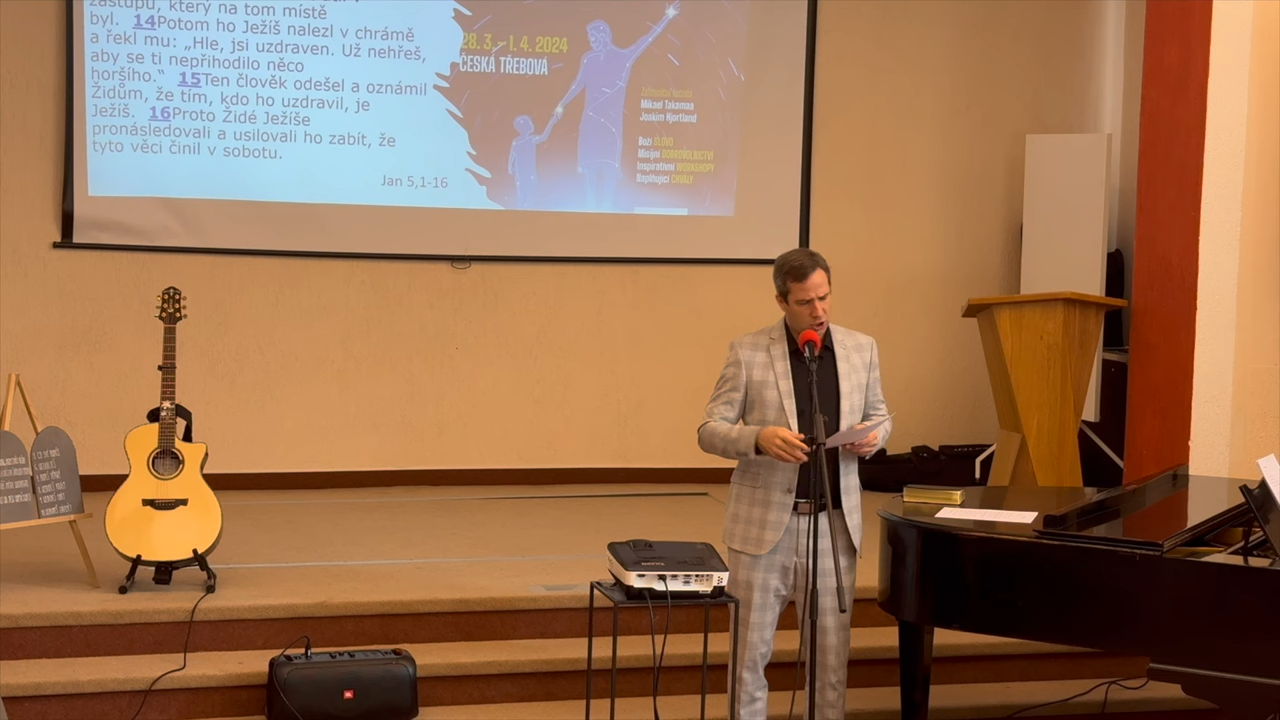 zástupu, který na tom místě
byl. 14Potom ho Ježíš nalezl v chrámě
a řekl mu: „Hle, jsi uzdraven. Už nehřeš,
aby se ti nepřihodilo něco
horšího.“ 15Ten člověk odešel a oznámil
Židům, že tím, kdo ho uzdravil, je
Ježíš. 16Proto Židé Ježíše
pronásledovali a usilovali ho zabít, že
tyto věci činil v sobotu.
Jan 5,1-16
28. 3. – 1. 4. 2024
ČESKÁ TŘEBOVÁ
Mikael Takamaa
Joakim Hjortland
Boží SLOVO
Misijní DOBROVOLNICTVÍ
Inspirativní WORKSHOPY
Naplňující CHVÁLY
JBL
BenQ